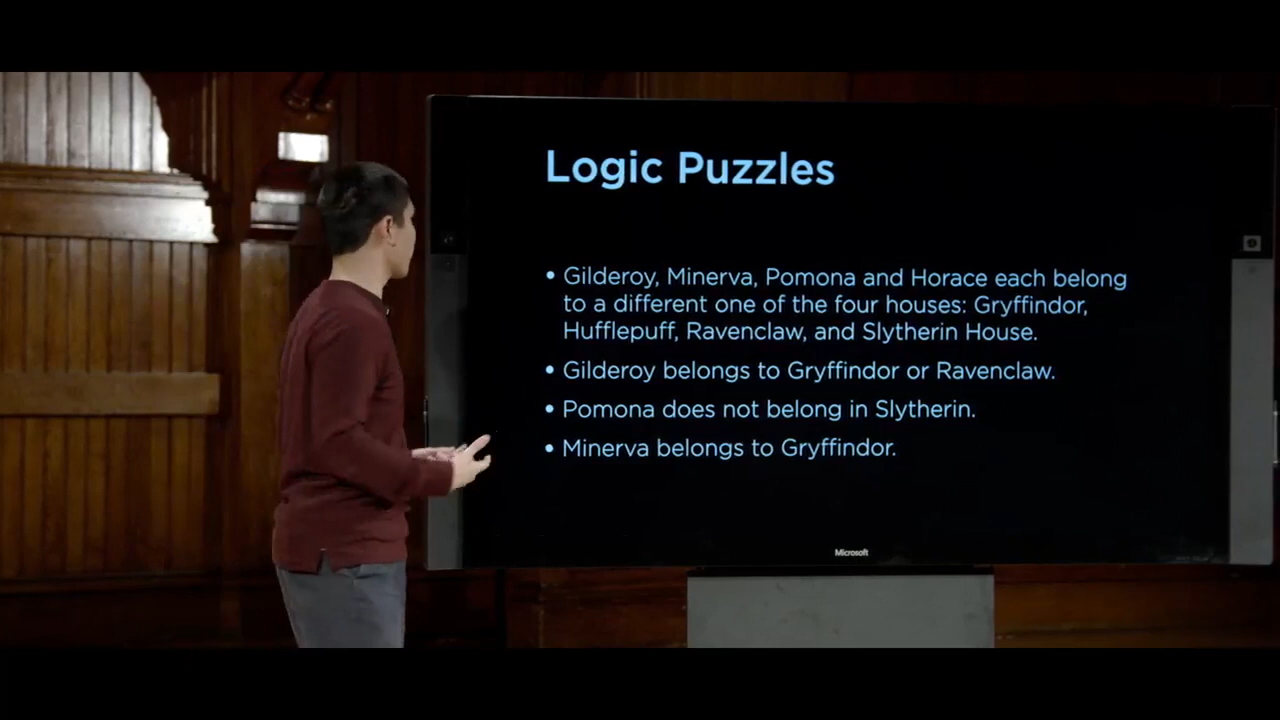 Logic Puzzles
• Gilderoy, Minerva, Pomona and Horace each belong
to a different one of the four houses: Gryffindor,
Hufflepuff, Ravenclaw, and Slytherin House.
• Gilderoy belongs to Gryffindor or Ravenclaw.
• Pomona does not belong in Slytherin.
• Minerva belongs to Gryffindor.
Microsoft